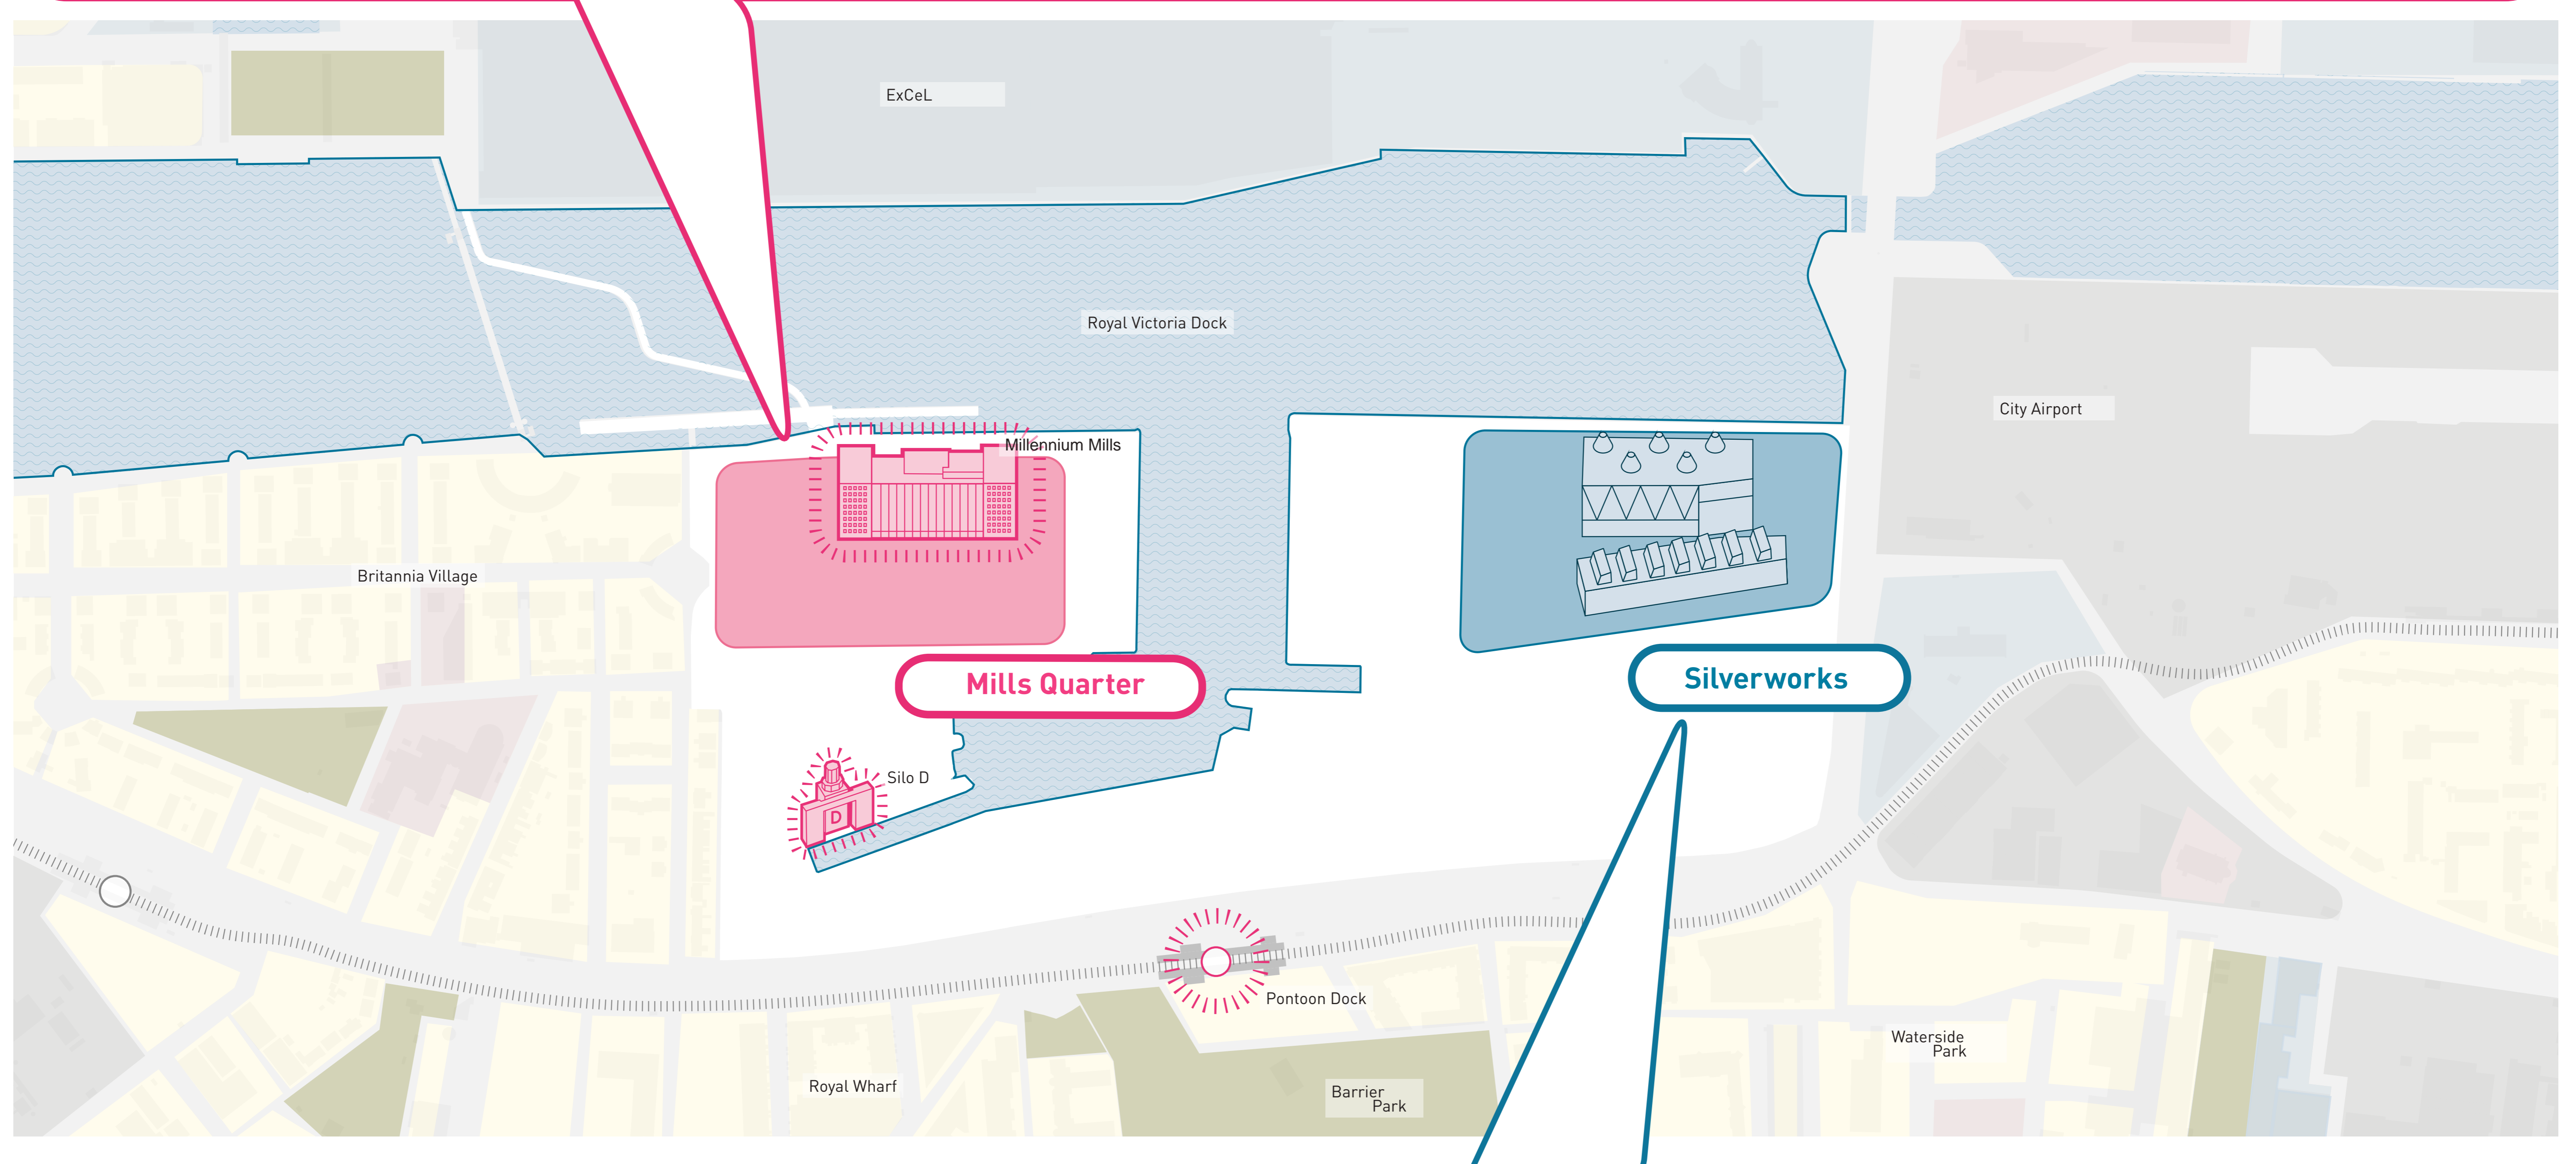 ExCeL
Royal Victoria Dock
City Airport
Millennium Mills
Britannia Village
Mills Quarter
Silverworks
Silo D
D
Pontoon Dock
Waterside
Park
Royal Wharf
Barrier
Park